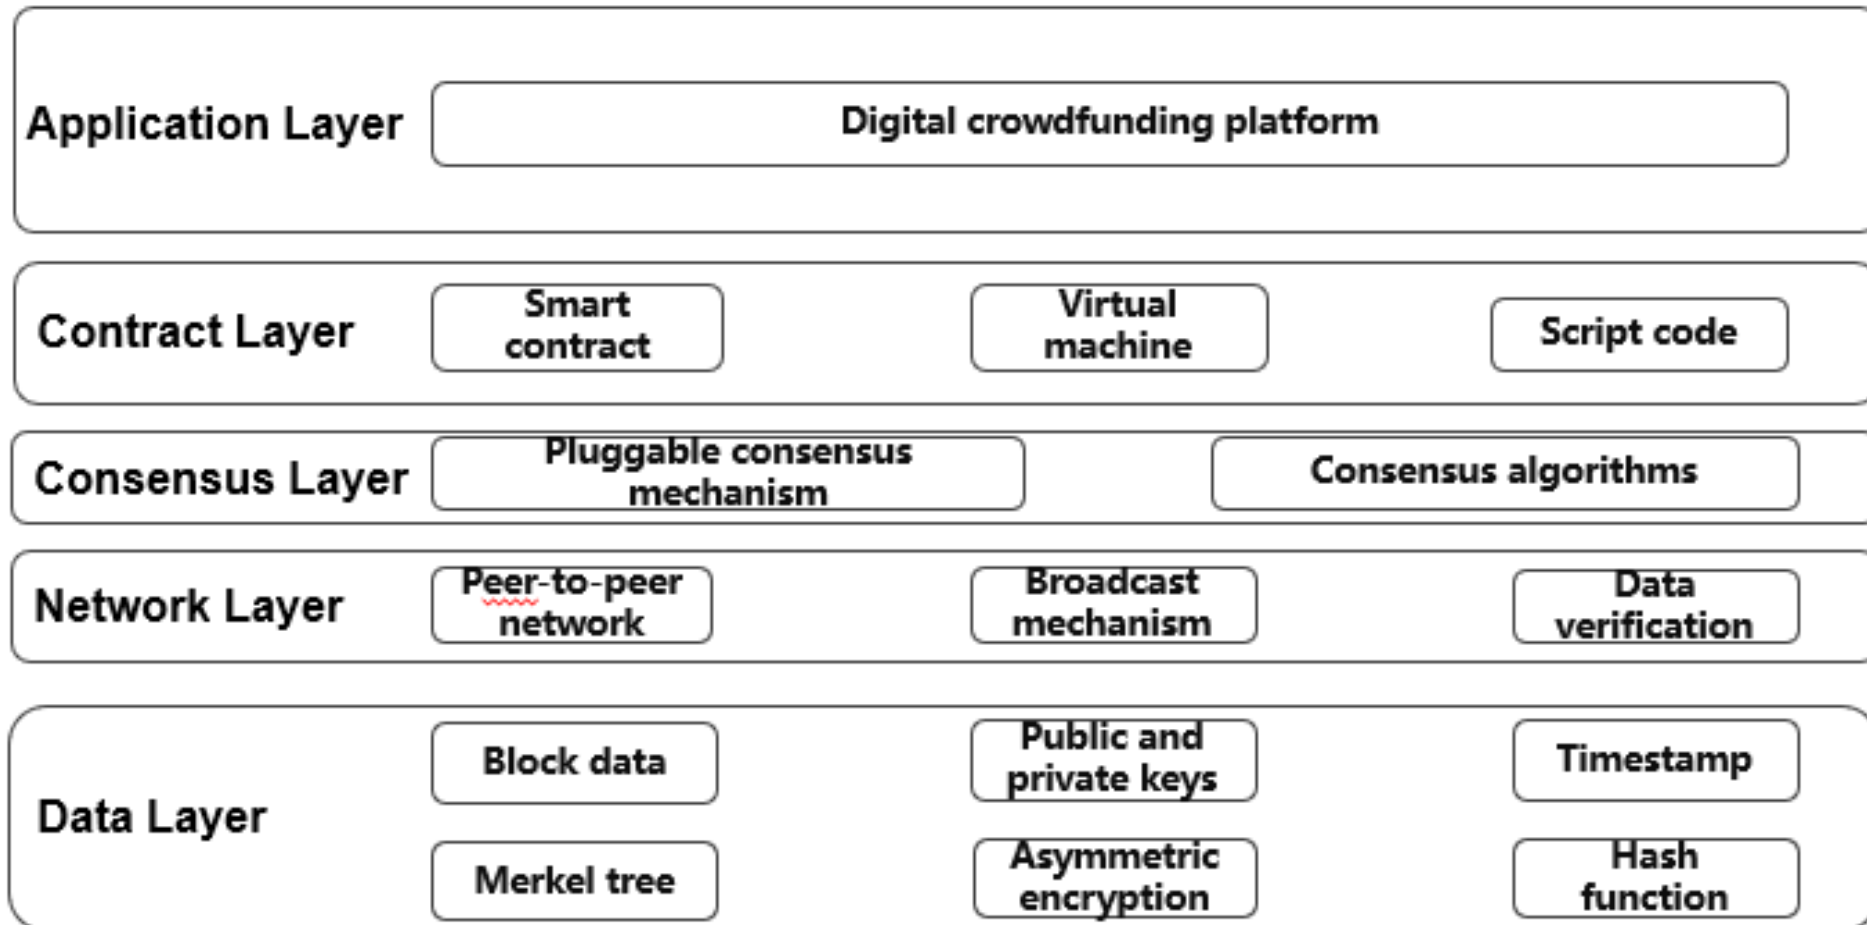 Application Layer
Digital crowdfunding platform
Contract Layer
Smart
contract
Virtual
machine
Script code
Consensus Layer
Pluggable consensus
mechanism
Consensus algorithms
Network Layer
Peer-to-peer
network
Broadcast
mechanism
Data
verification
Data Layer
Block data
Public and
private keys
Timestamp
Merkel tree
Asymmetric
encryption
Hash
function